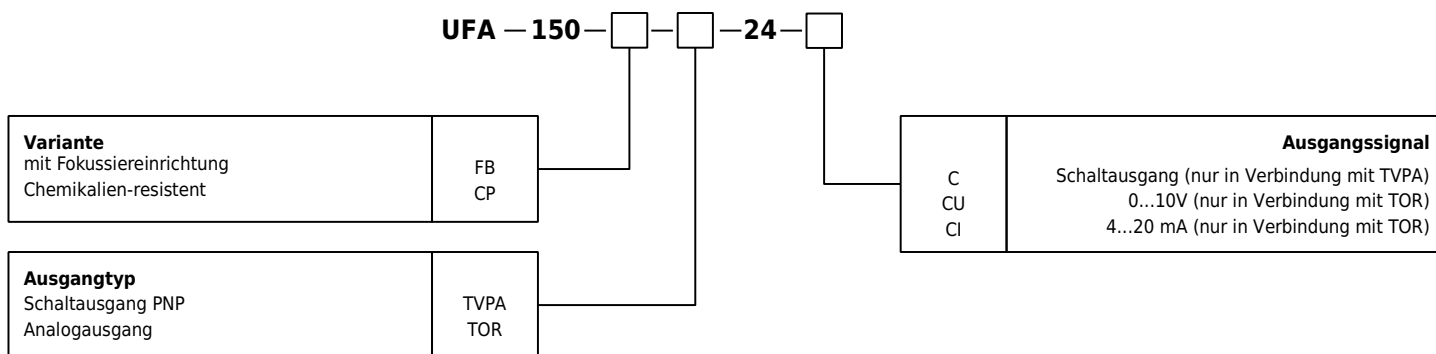 UFA — 150 — — — 24 —
Variante
mit Fokussiereinrichtung FB
Chemikalien-resistent CP
Ausgangtyp
Schaltausgang PNP TVPA
Analogausgang TOR
Ausgangssignal
C Schaltausgang (nur in Verbindung mit TVPA)
CU 0...10V (nur in Verbindung mit TOR)
CI 4...20 mA (nur in Verbindung mit TOR)